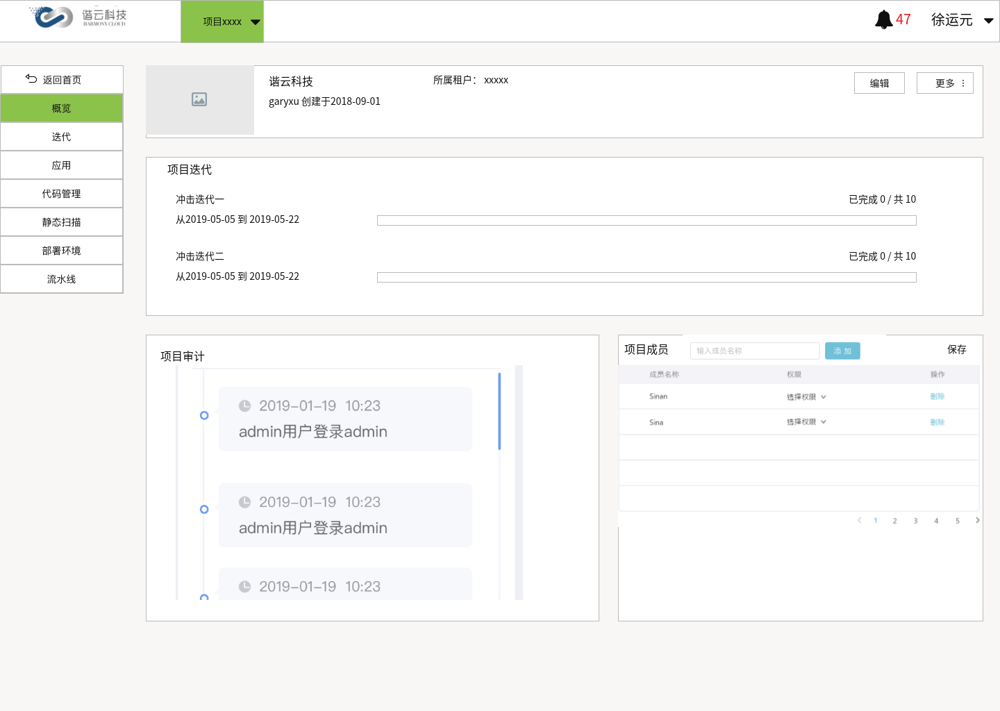 谐云科技
HARMONY CLOUD
项目xxxx
47
徐运元
返回首页
概览
迭代
应用
代码管理
静态扫描
部署环境
流水线
谐云科技
所属租户： xxxxx
garyxu 创建于2018-09-01
编辑
更多
项目迭代
冲击迭代一
已完成 0 / 共 10
从2019-05-05 到 2019-05-22
冲击迭代二
已完成 0 / 共 10
从2019-05-05 到 2019-05-22
项目审计
2019-01-19 10:23
admin用户登录admin
2019-01-19 10:23
admin用户登录admin
2019-01-19 10:23
项目成员
输入成员名称
添 加
保存
成员名称 权限 操作
Sinan 选择权限 删除
Sina 选择权限 删除
1 2 3 4 5